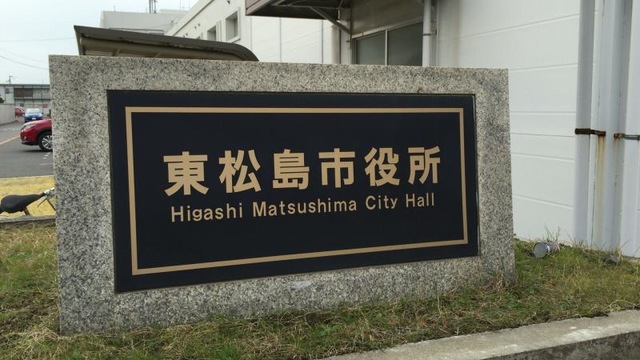 東松島市役所
Higashi Matsushima City Hall